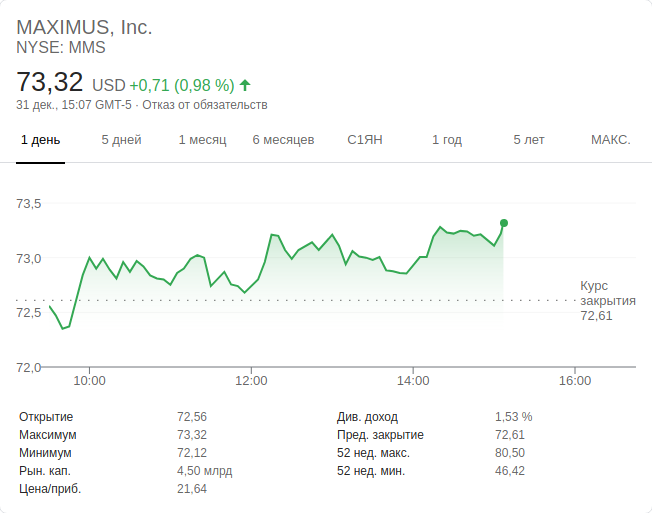 MAXIMUS, Inc.
NYSE: MMS
73,32 USD +0,71 (0,98 %)
31 дек., 15:07 GMT-5 · Отказ от обязательств
1 день 5 дней 1 месяц 6 месяцев С1ЯН 1 год 5 лет МАКС.
73,5
73,0
72,5
72,0
Курс
закрытия
72,61
10:00 12:00 14:00 16:00
Открытие 72,56 Див. доход 1,53 %
Максимум 73,32 Пред. закрытие 72,61
Минимум 72,12 52 нед. макс. 80,50
Рын. кап. 4,50 млрд 52 нед. мин. 46,42
Цена/приб. 21,64